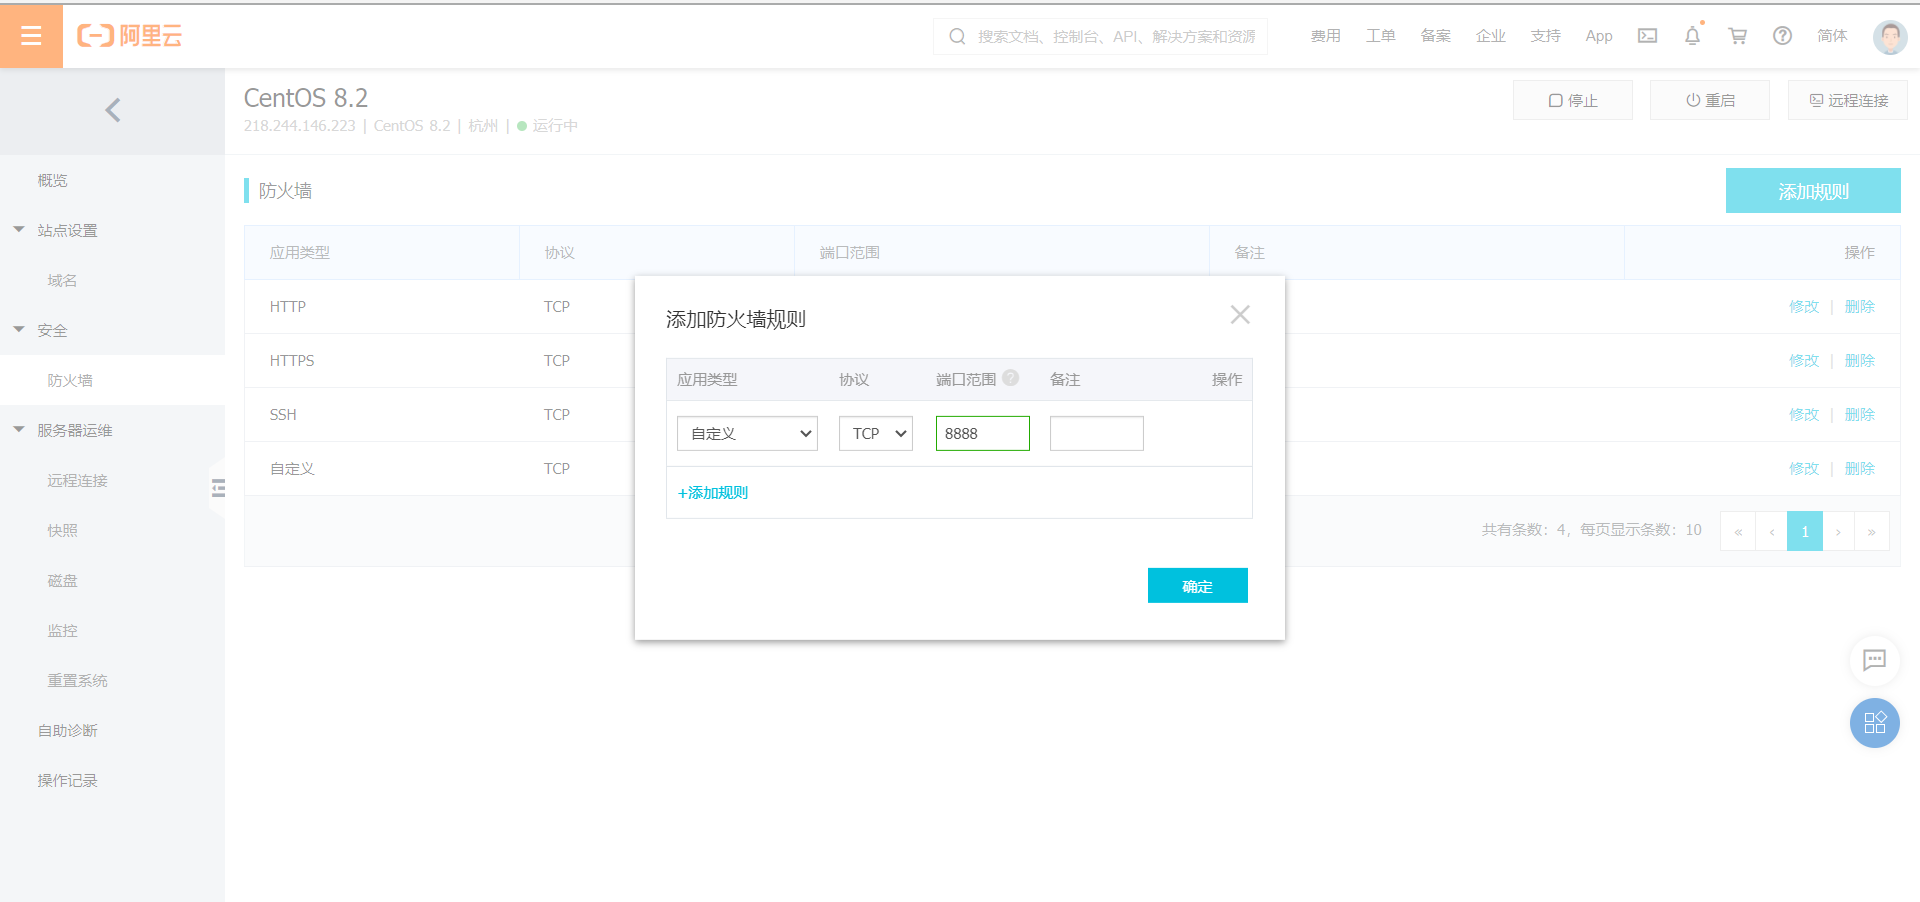 阿里云
搜索文档、控制台、API、解决方案和资源
费用 工单 备案 企业 支持 App 简体
CentOS 8.2
218.244.146.223 | CentOS 8.2 | 杭州 | 运行中
停止 重启 远程连接
概览
站点设置
域名
安全
防火墙
服务器运维
远程连接
快照
磁盘
监控
重置系统
自助诊断
操作记录
防火墙
添加规则
应用类型 协议 端口范围 备注 操作
HTTP TCP 修改 | 删除
HTTPS TCP 修改 | 删除
SSH TCP 修改 | 删除
自定义 TCP 修改 | 删除
共有条数：4，每页显示条数：10 « ‹ 1 › »
添加防火墙规则
应用类型 协议 端口范围 ? 备注 操作
自定义 TCP 8888
+添加规则
确定